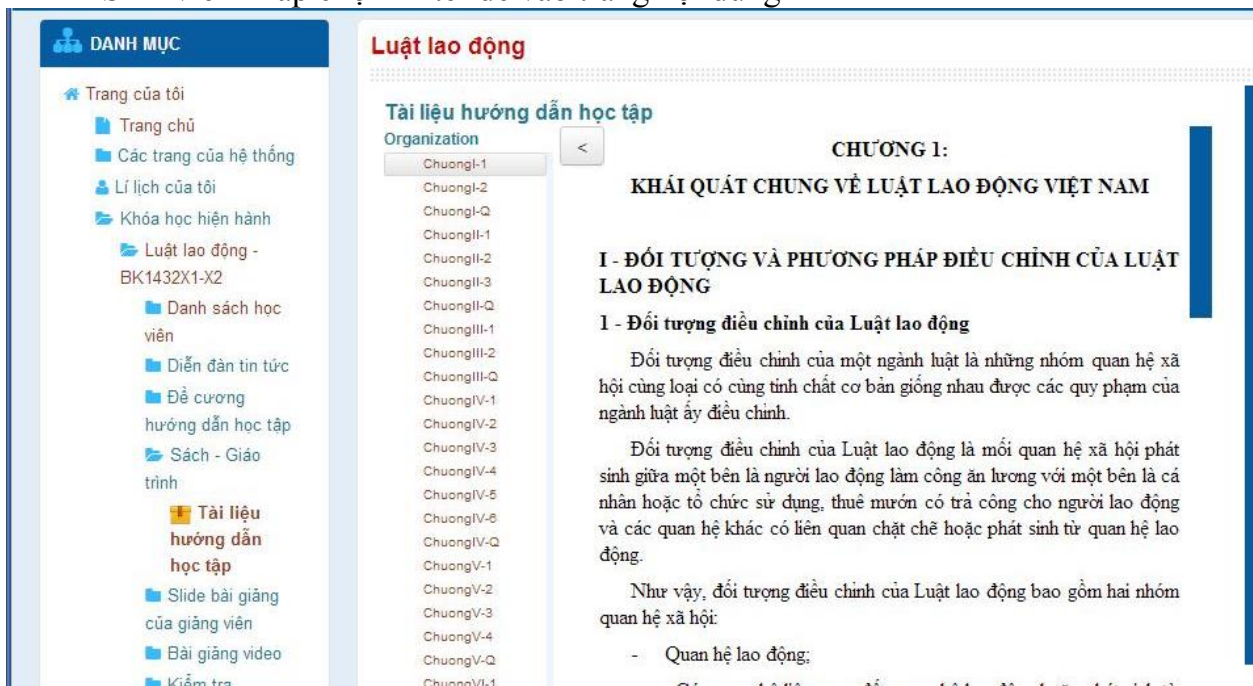 DANH MỤC
Trang của tôi
Trang chủ
Các trang của hệ thống
Lí lịch của tôi
Khóa học hiện hành
Luật lao động -
BK1432X1-X2
Danh sách học
viên
Diễn đàn tin tức
Đề cương
hướng dẫn học tập
Sách - Giáo
trình
Tài liệu
hướng dẫn
học tập
Slide bài giảng
của giảng viên
Bài giảng video
Kiểm tra
Luật lao động
Tài liệu hướng dẫn học tập
Organization
ChuongI-1
ChuongI-2
ChuongI-Q
ChuongII-1
ChuongII-2
ChuongII-3
ChuongII-Q
ChuongIII-1
ChuongIII-2
ChuongIII-Q
ChuongIV-1
ChuongIV-2
ChuongIV-3
ChuongIV-4
ChuongIV-5
ChuongIV-6
ChuongIV-Q
ChuongV-1
ChuongV-2
ChuongV-3
ChuongV-4
ChuongV-Q
ChuongVI-1
<
CHƯƠNG 1:
KHÁI QUÁT CHUNG VỀ LUẬT LAO ĐỘNG VIỆT NAM
I - ĐỐI TƯỢNG VÀ PHƯƠNG PHÁP ĐIỀU CHỈNH CỦA LUẬT
LAO ĐỘNG
1 - Đối tượng điều chỉnh của Luật lao động
Đối tượng điều chỉnh của một ngành luật là những nhóm quan hệ xã
hội cùng loại có cùng tính chất cơ bản giống nhau được các quy phạm của
ngành luật ấy điều chỉnh.
Đối tượng điều chỉnh của Luật lao động là mối quan hệ xã hội phát
sinh giữa một bên là người lao động làm công ăn lương với một bên là cá
nhân hoặc tổ chức sử dụng, thuê mướn có trả công cho người lao động
và các quan hệ khác có liên quan chặt chẽ hoặc phát sinh từ quan hệ lao
động.
Như vậy, đối tượng điều chỉnh của Luật lao động bao gồm hai nhóm
quan hệ xã hội:
- Quan hệ lao động;